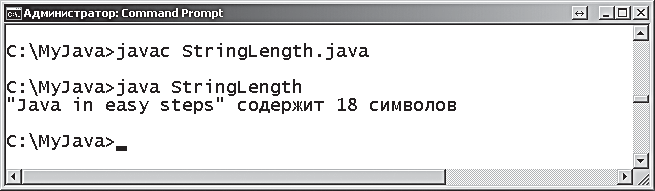 Администратор: Command Prompt
C:\MyJava>javac StringLength.java
C:\MyJava>java StringLength
"Java in easy steps" содержит 18 символов
C:\MyJava>